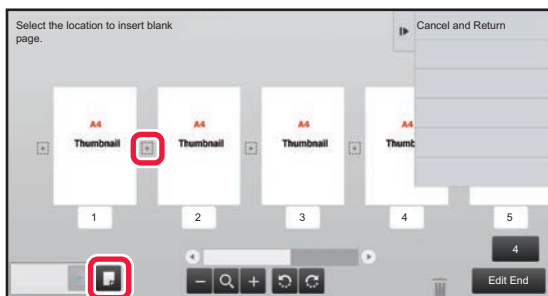 Select the location to insert blank
page.
Cancel and Return
A4
Thumbnail
A4
Thumbnail
A4
Thumbnail
A4
Thumb
1
2
3
4
5
4
Edit End